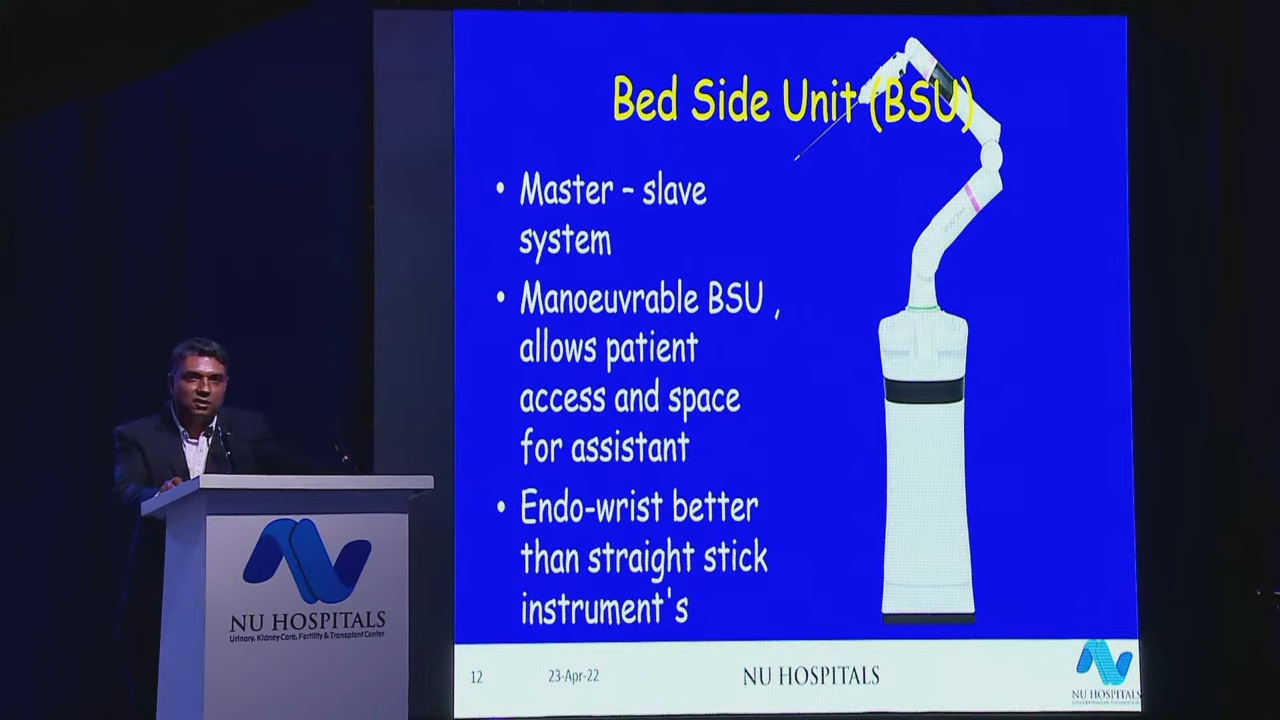 Bed Side Unit (BSU)
• Master – slave
system
• Manoeuvrable BSU ,
allows patient
access and space
for assistant
• Endo-wrist better
than straight stick
instrument's
12 23-Apr-22 NU HOSPITALS
NU HOSPITALS
NU HOSPITALS
Urinary, Kidney Care, Fertility & Transplant Center